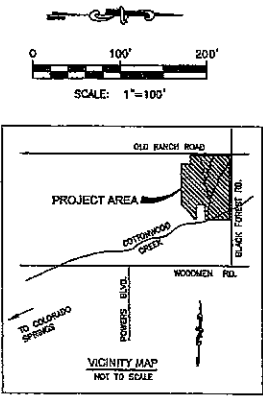 0 100' 200'
SCALE: 1"=100'
OLD RANCH ROAD
PROJECT AREA
BLACK FOREST RD.
COTTONWOOD
CREEK
WOODMEN RD.
POWERS BLVD.
TO COLORADO
SPRINGS
VICINITY MAP
NOT TO SCALE